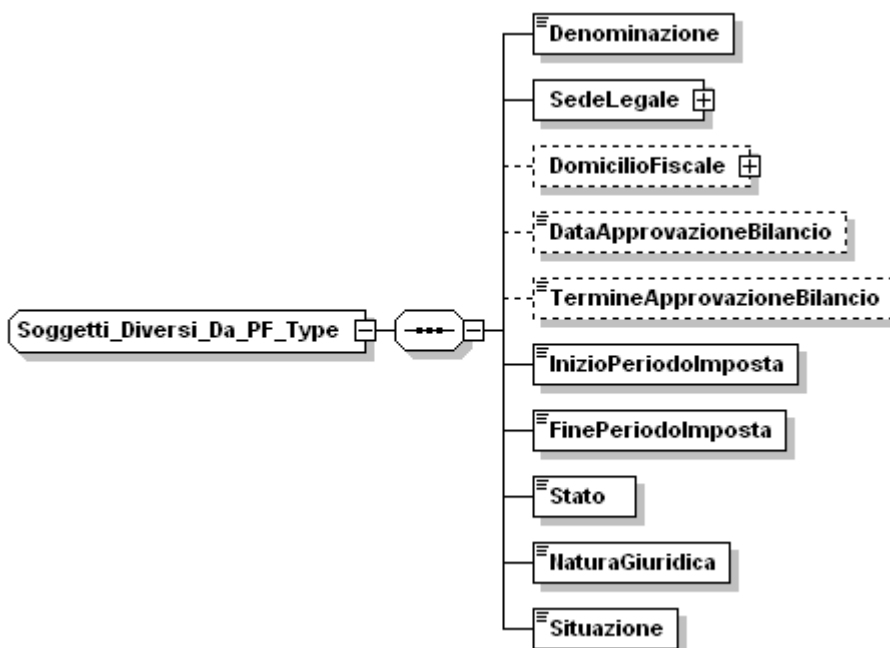 Denominazione
SedeLegale
DomicilioFiscale
DataApprovazioneBilancio
TermineApprovazioneBilancio
Soggetti_Diversi_Da_PF_Type
InizioPeriodoImposta
FinePeriodoImposta
Stato
NaturaGiuridica
Situazione